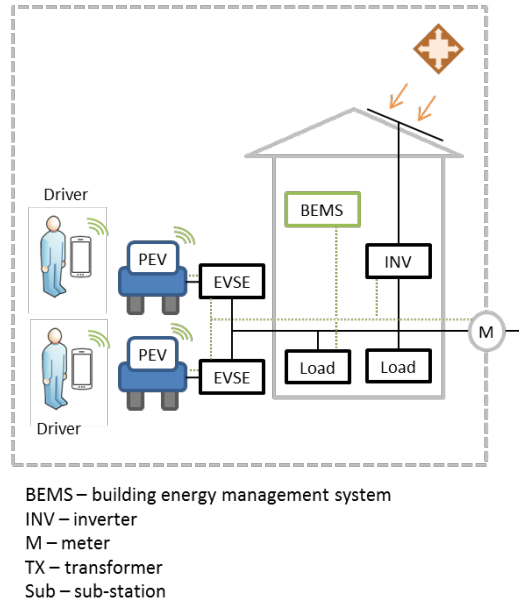 Driver
BEMS
PEV
INV
EVSE
M
PEV
Load
Load
EVSE
Driver
BEMS – building energy management system
INV – inverter
M – meter
TX – transformer
Sub – sub-station